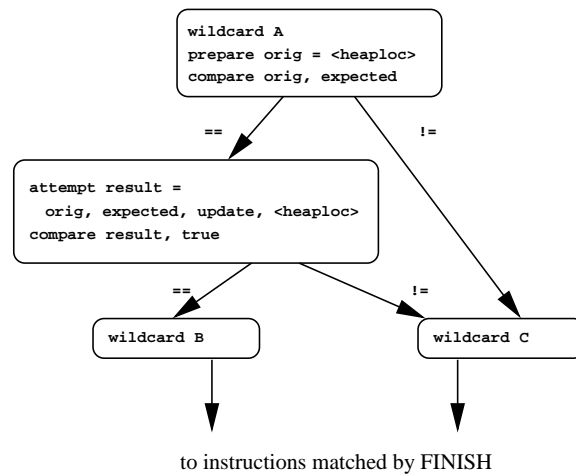 wildcard A
prepare orig = <heaploc>
compare orig, expected
==
!=
attempt result =
orig, expected, update, <heaploc>
compare result, true
==
!=
wildcard B
wildcard C
to instructions matched by FINISH